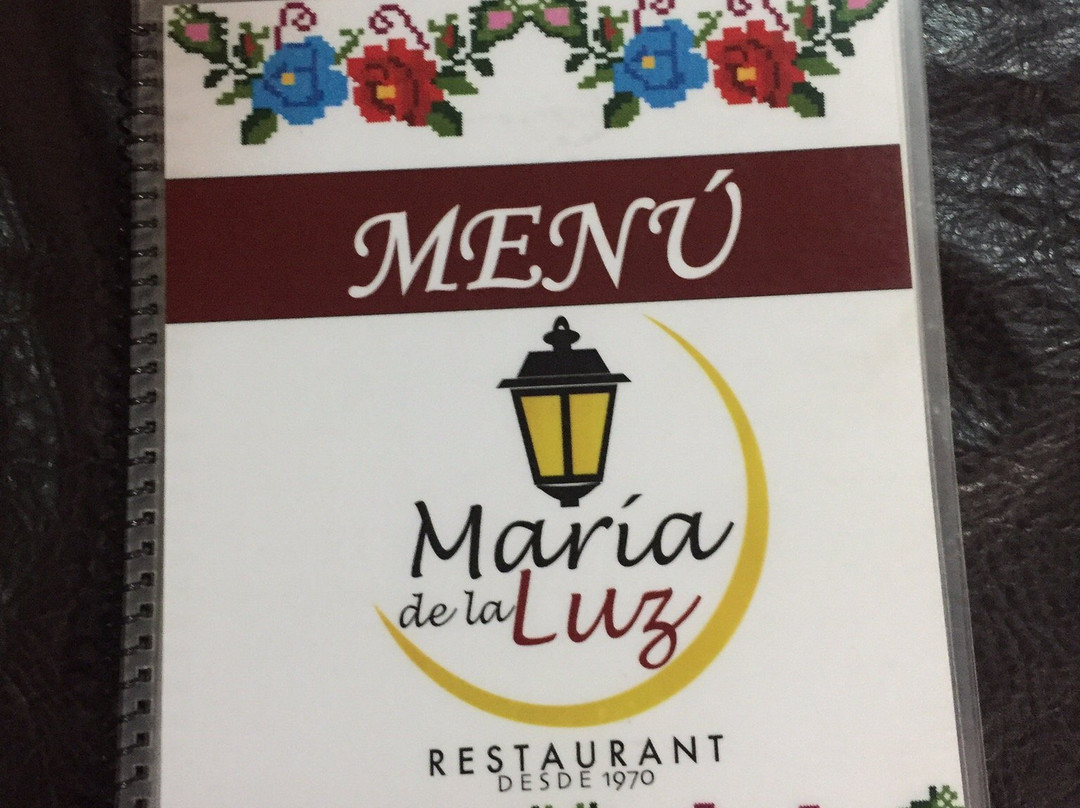 MENÚ
María
de la Luz
RESTAURANT
DESDE 1970